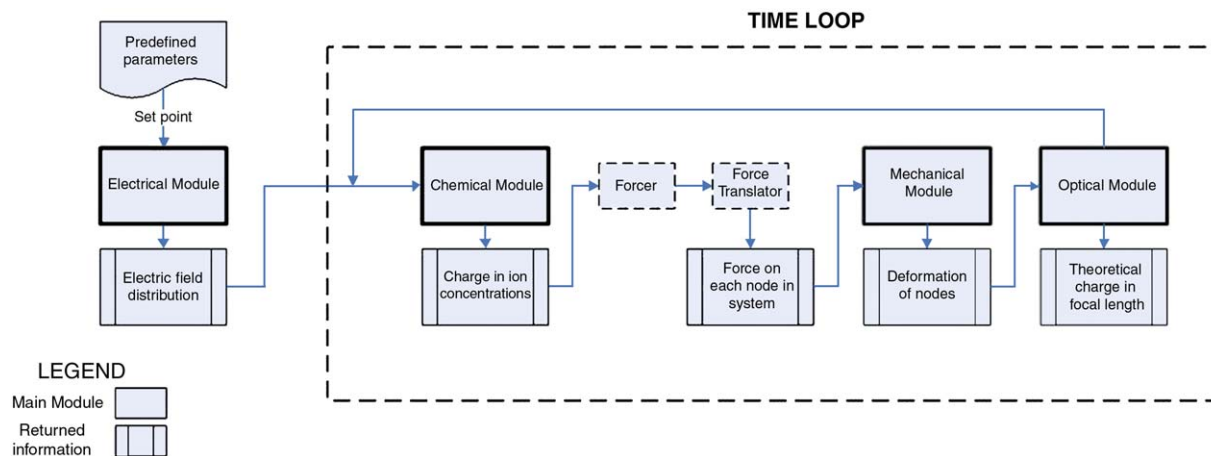 TIME LOOP
Predefined
parameters
Set point
Electrical Module
Chemical Module
Forcer
Force
Translator
Mechanical
Module
Optical Module
Electric field
distribution
Charge in ion
concentrations
Force on
each node in
system
Deformation
of nodes
Theoretical
charge in
focal length
LEGEND
Main Module
Returned
information